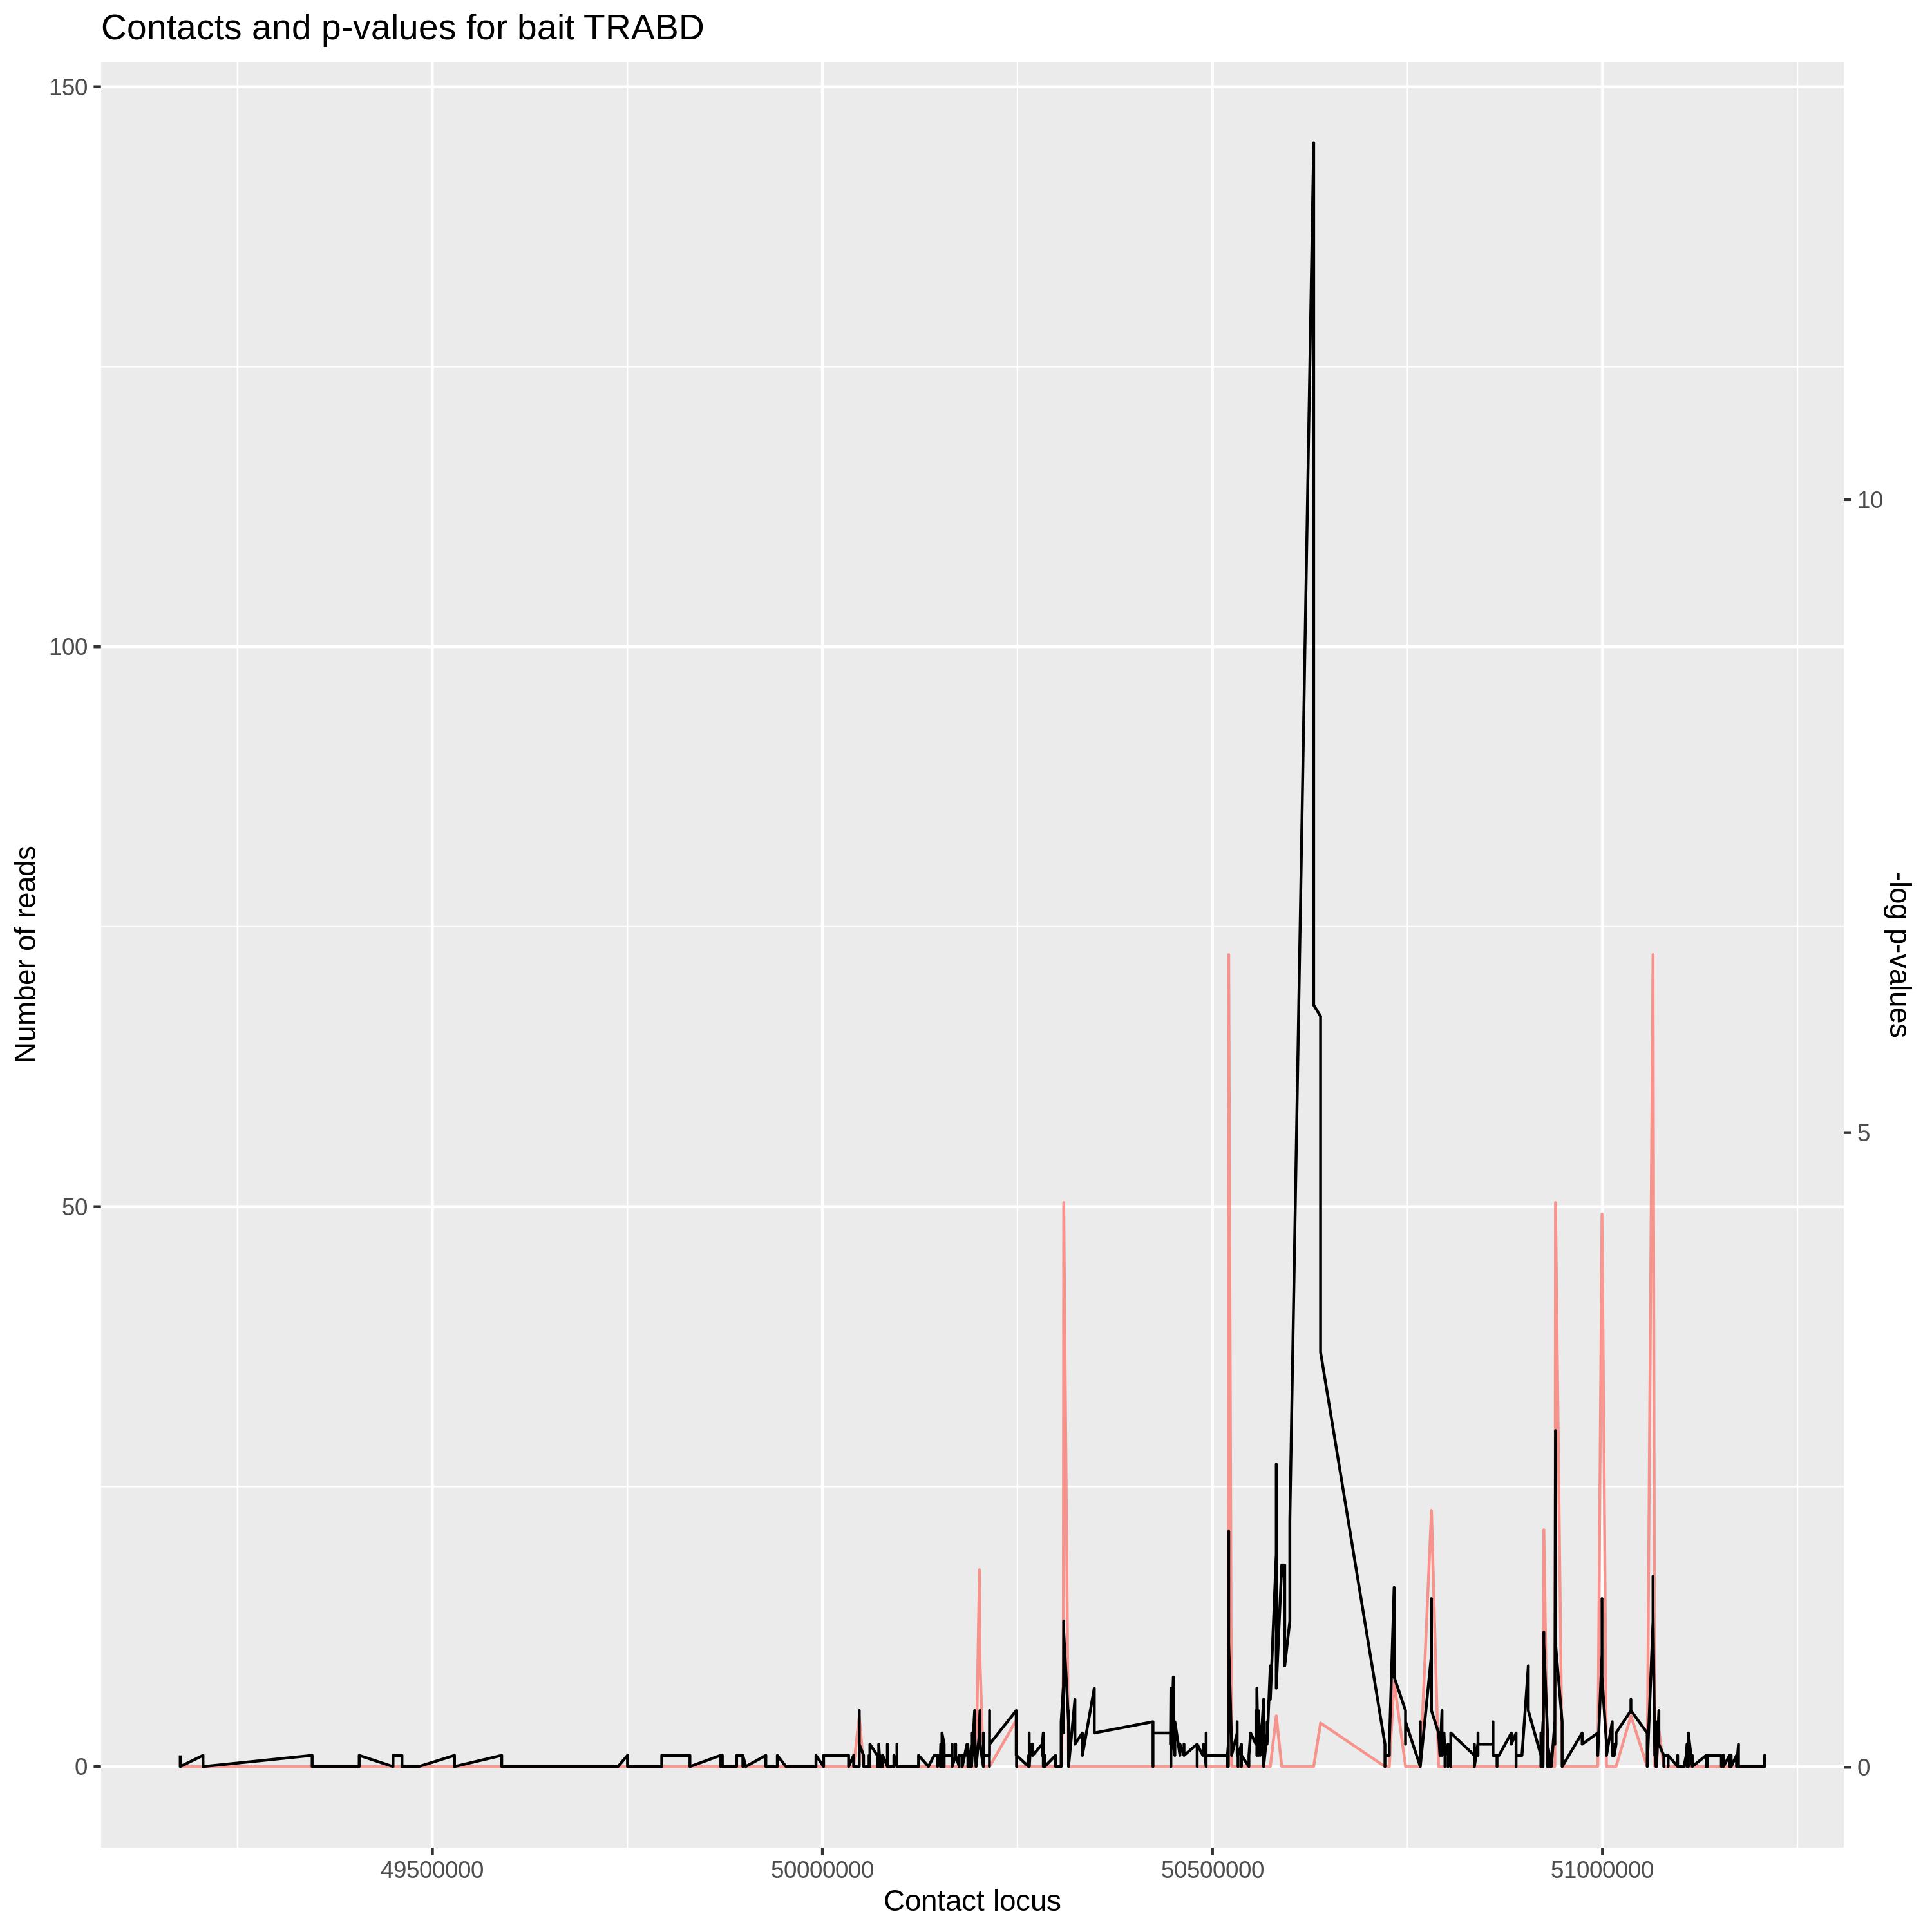 Contacts and p-values for bait TRABD
150
100
50
0
10
5
0
Number of reads
-log p-values
49500000 50000000 50500000 51000000
Contact locus